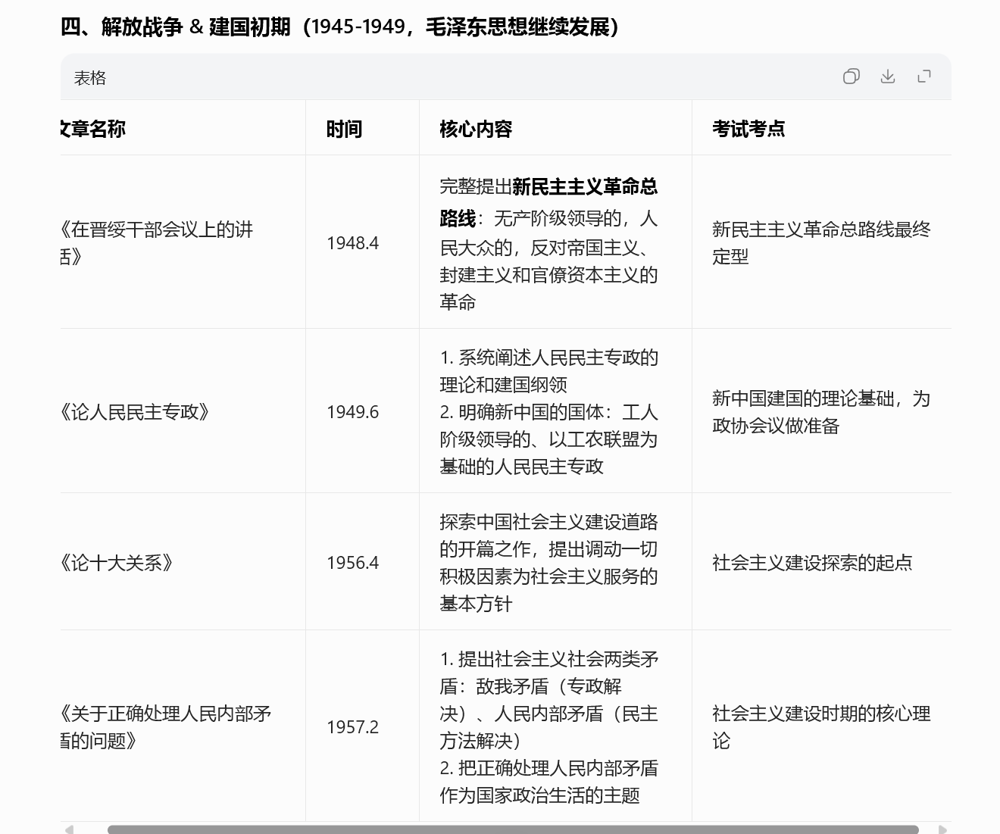 四、解放战争 & 建国初期（1945-1949，毛泽东思想继续发展）
表格
文章名称
时间
核心内容
考试考点
《在晋绥干部会议上的讲
话》
1948.4
完整提出新民主主义革命总
路线：无产阶级领导的，人
民大众的，反对帝国主义、
封建主义和官僚资本主义的
革命
新民主主义革命总路线最终
定型
《论人民民主专政》
1949.6
1. 系统阐述人民民主专政的
理论和建国纲领
2. 明确新中国的国体：工人
阶级领导的、以工农联盟为
基础的人民民主专政
新中国建国的理论基础，为
政协会议做准备
《论十大关系》
1956.4
探索中国社会主义建设道路
的开篇之作，提出调动一切
积极因素为社会主义服务的
基本方针
社会主义建设探索的起点
《关于正确处理人民内部矛
盾的问题》
1957.2
1. 提出社会主义社会两类矛
盾：敌我矛盾（专政解
决）、人民内部矛盾（民主
方法解决）
2. 把正确处理人民内部矛盾
作为国家政治生活的主题
社会主义建设时期的核心理
论